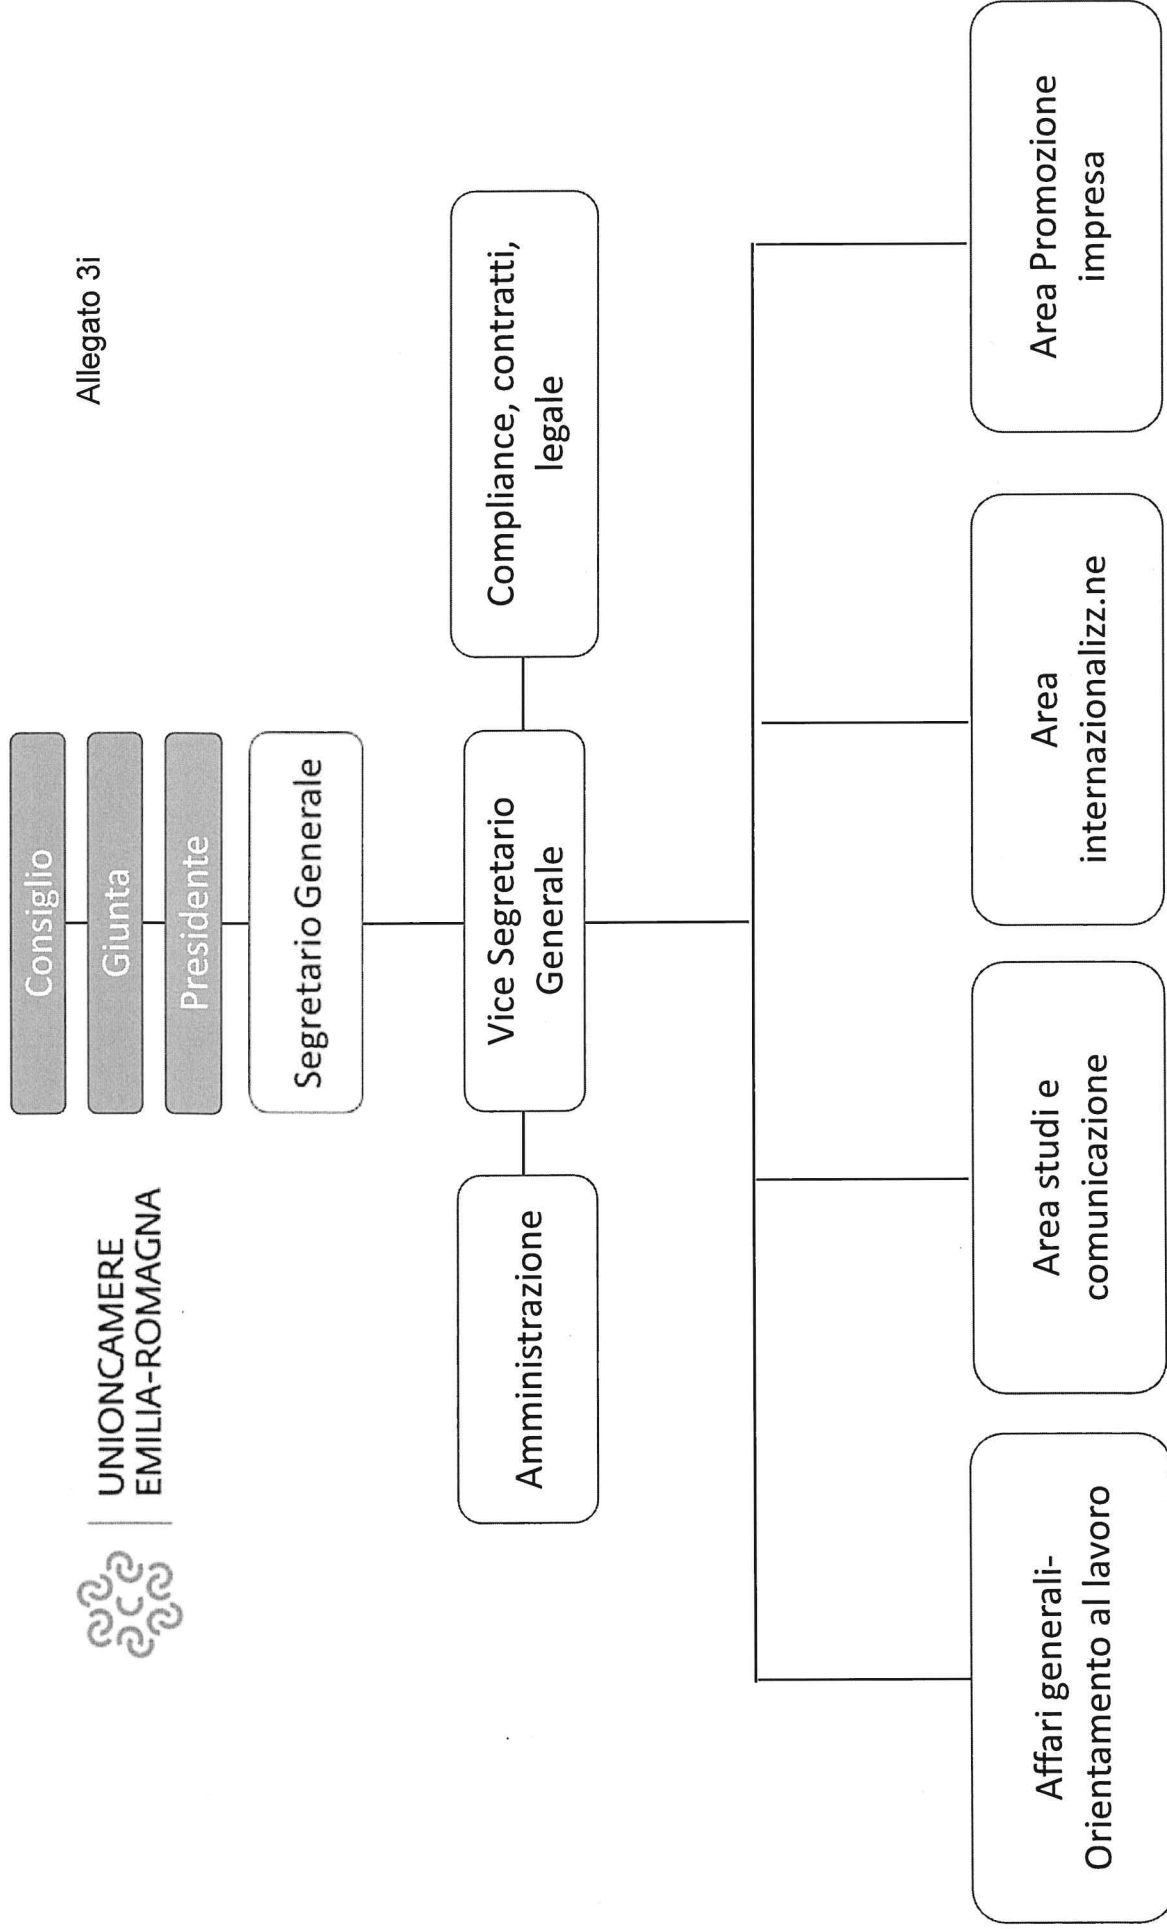 UNIONCAMERE
EMILIA-ROMAGNA
Allegato 3i
Consiglio
Giunta
Presidente
Segretario Generale
Vice Segretario
Generale
Amministrazione
Compliance, contratti,
legale
Affari generali-
Orientamento al lavoro
Area studi e
comunicazione
Area
internazionalizz.ne
Area Promozione
impresa